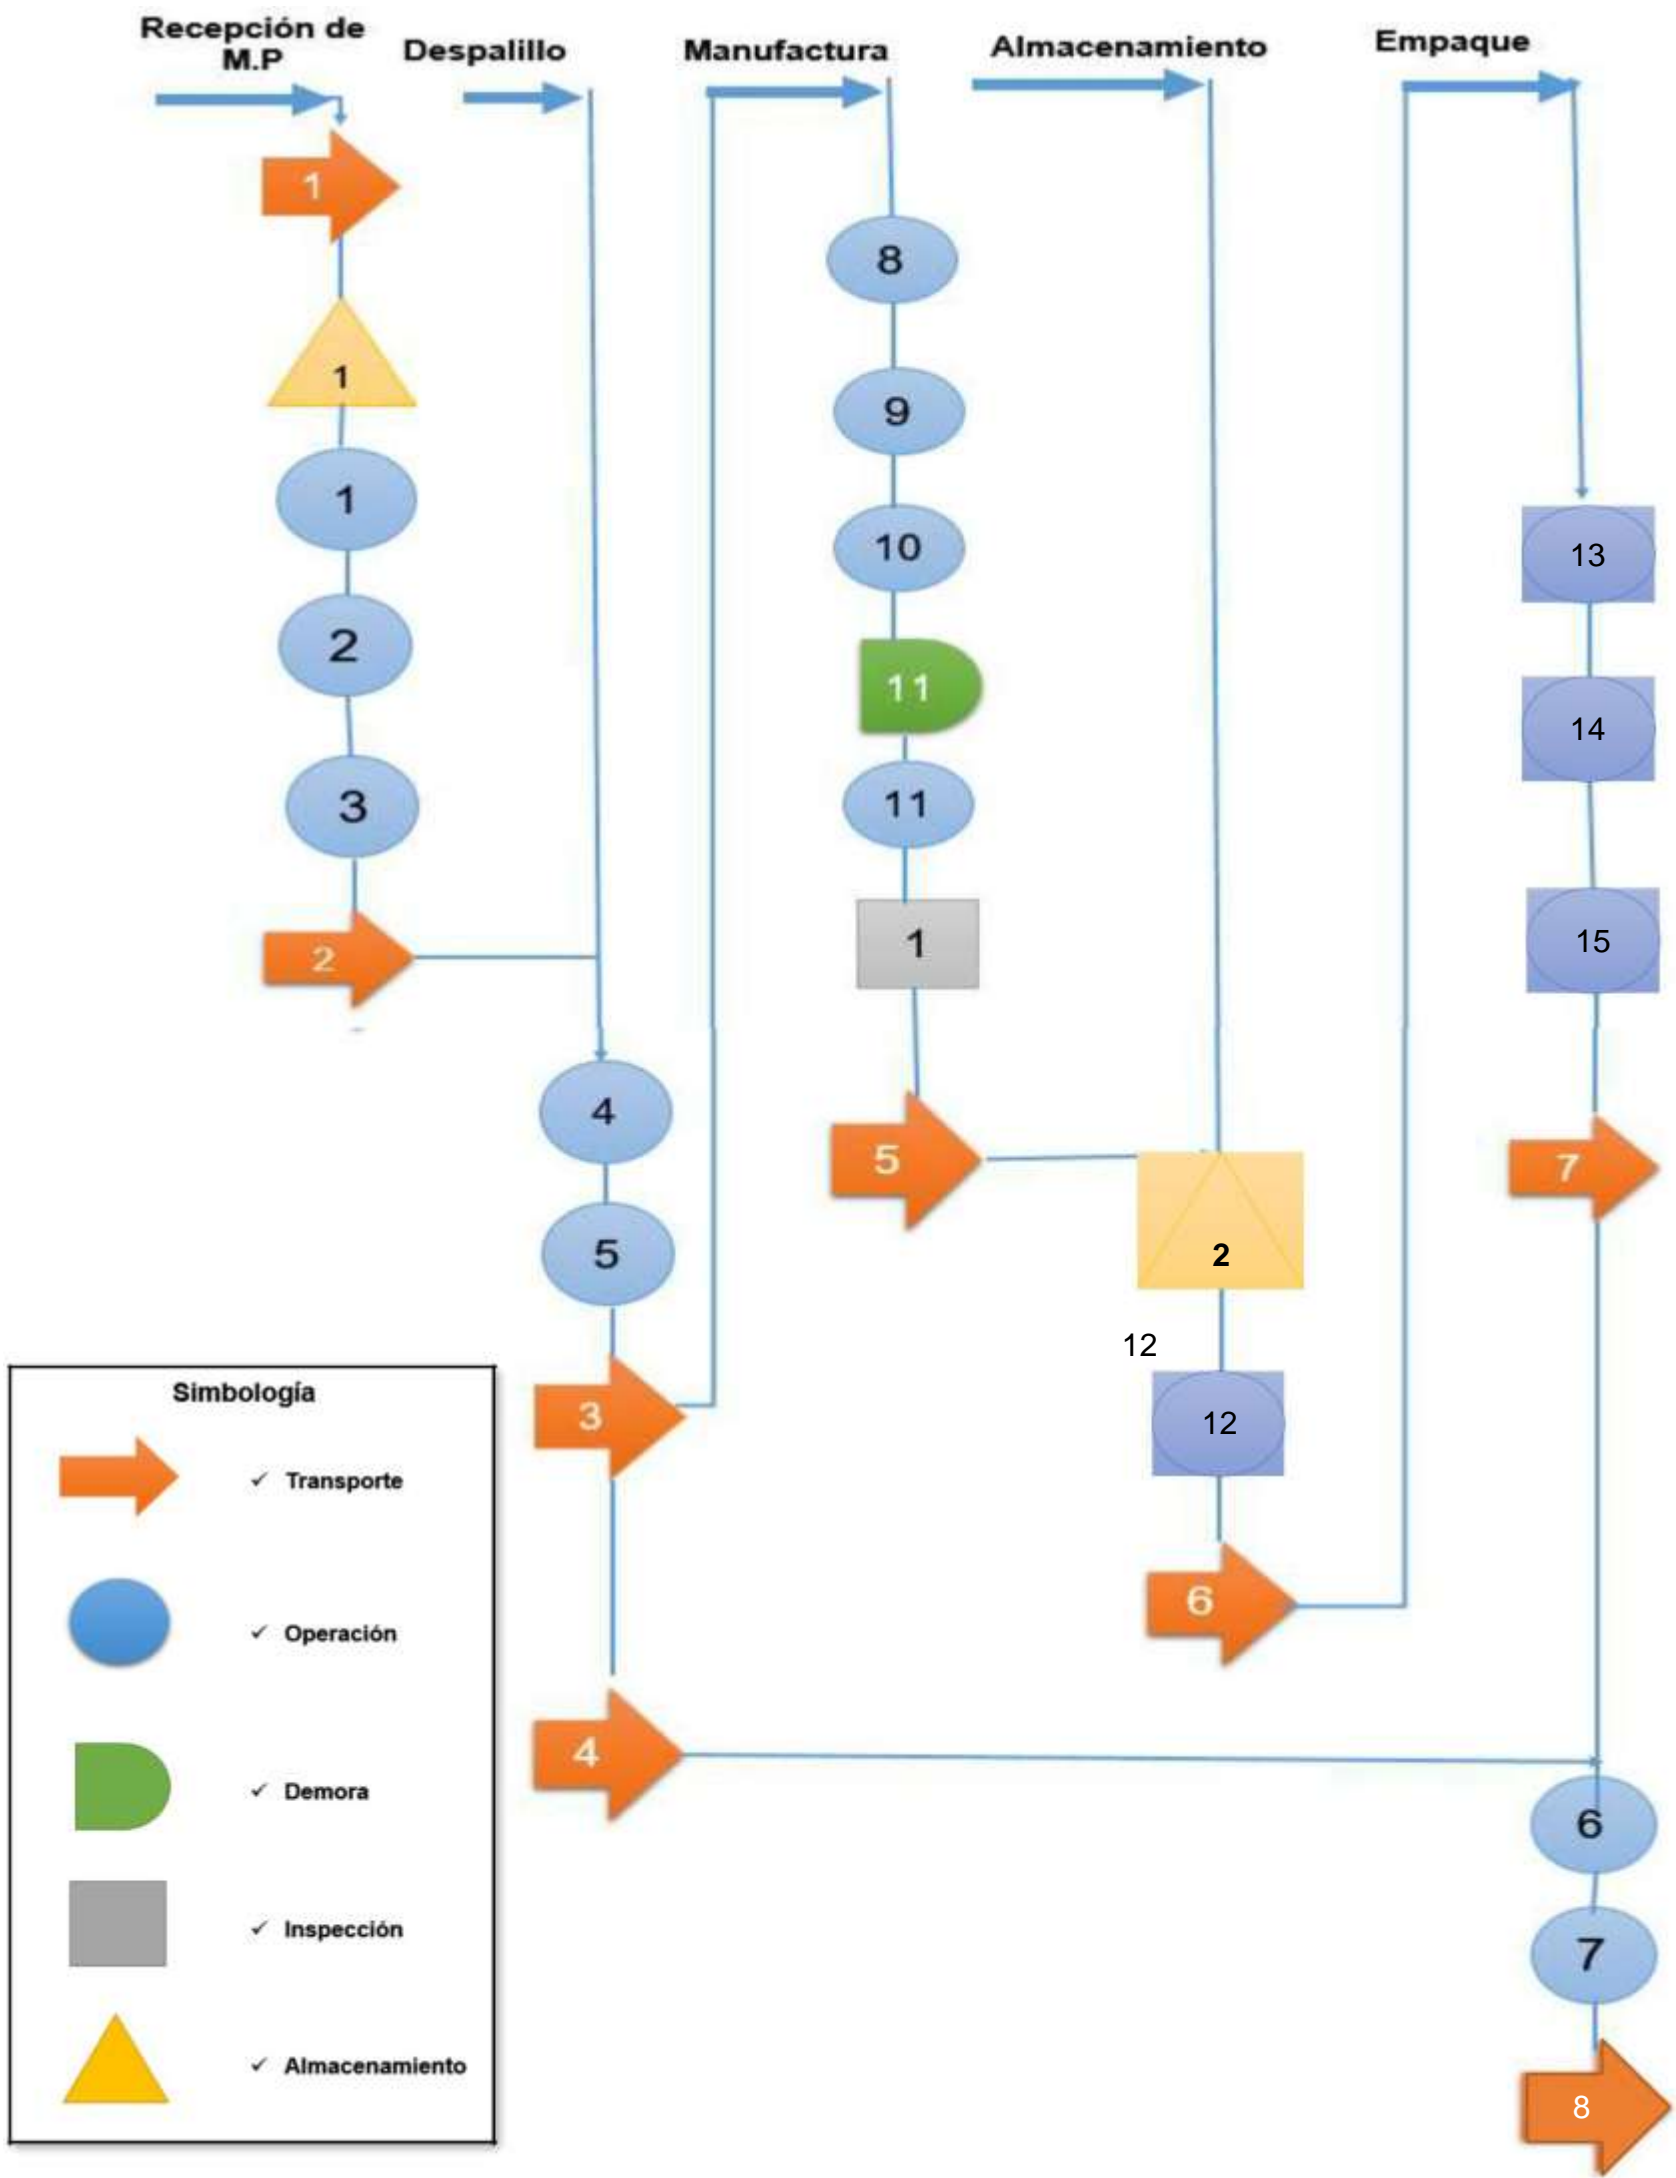 Recepción de
M.P
Despalillo
Manufactura
Almacenamiento
Empaque
1
1
1
2
3
2
4
5
3
4
8
9
10
11
11
1
5
2
12
12
6
13
14
15
7
6
7
8
Simbología
✓ Transporte
✓ Operación
✓ Demora
✓ Inspección
✓ Almacenamiento